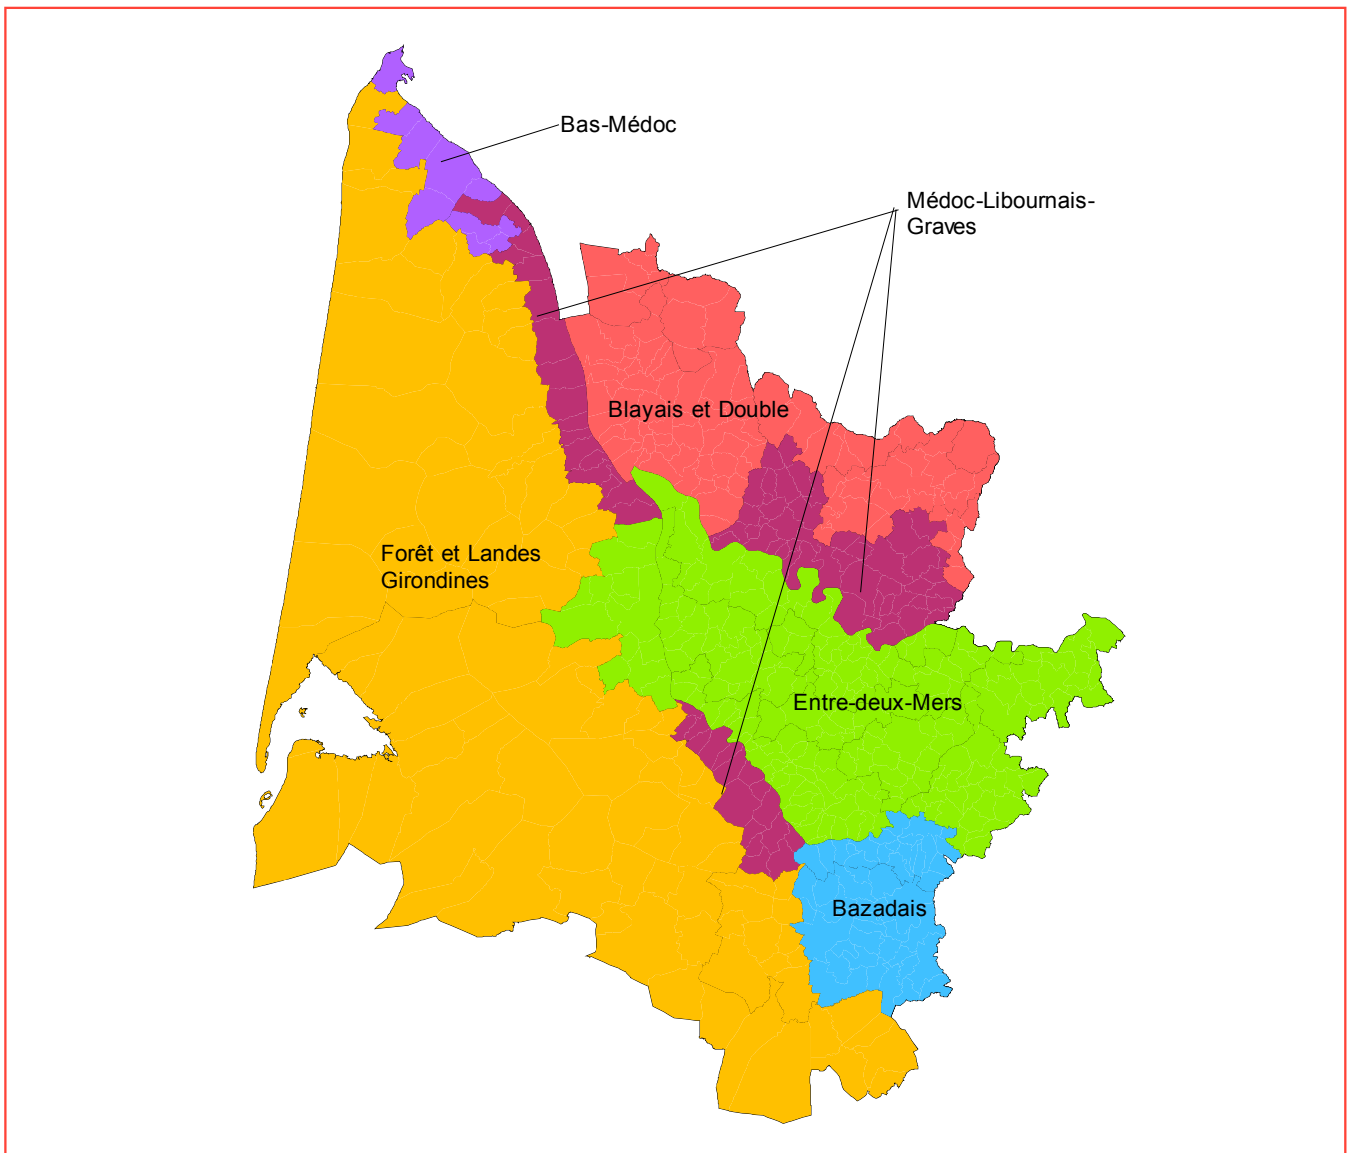 Bas-Médoc
Médoc-Libournais-
Graves
Blayais et Double
Forêt et Landes
Girondines
Entre-deux-Mers
Bazadais